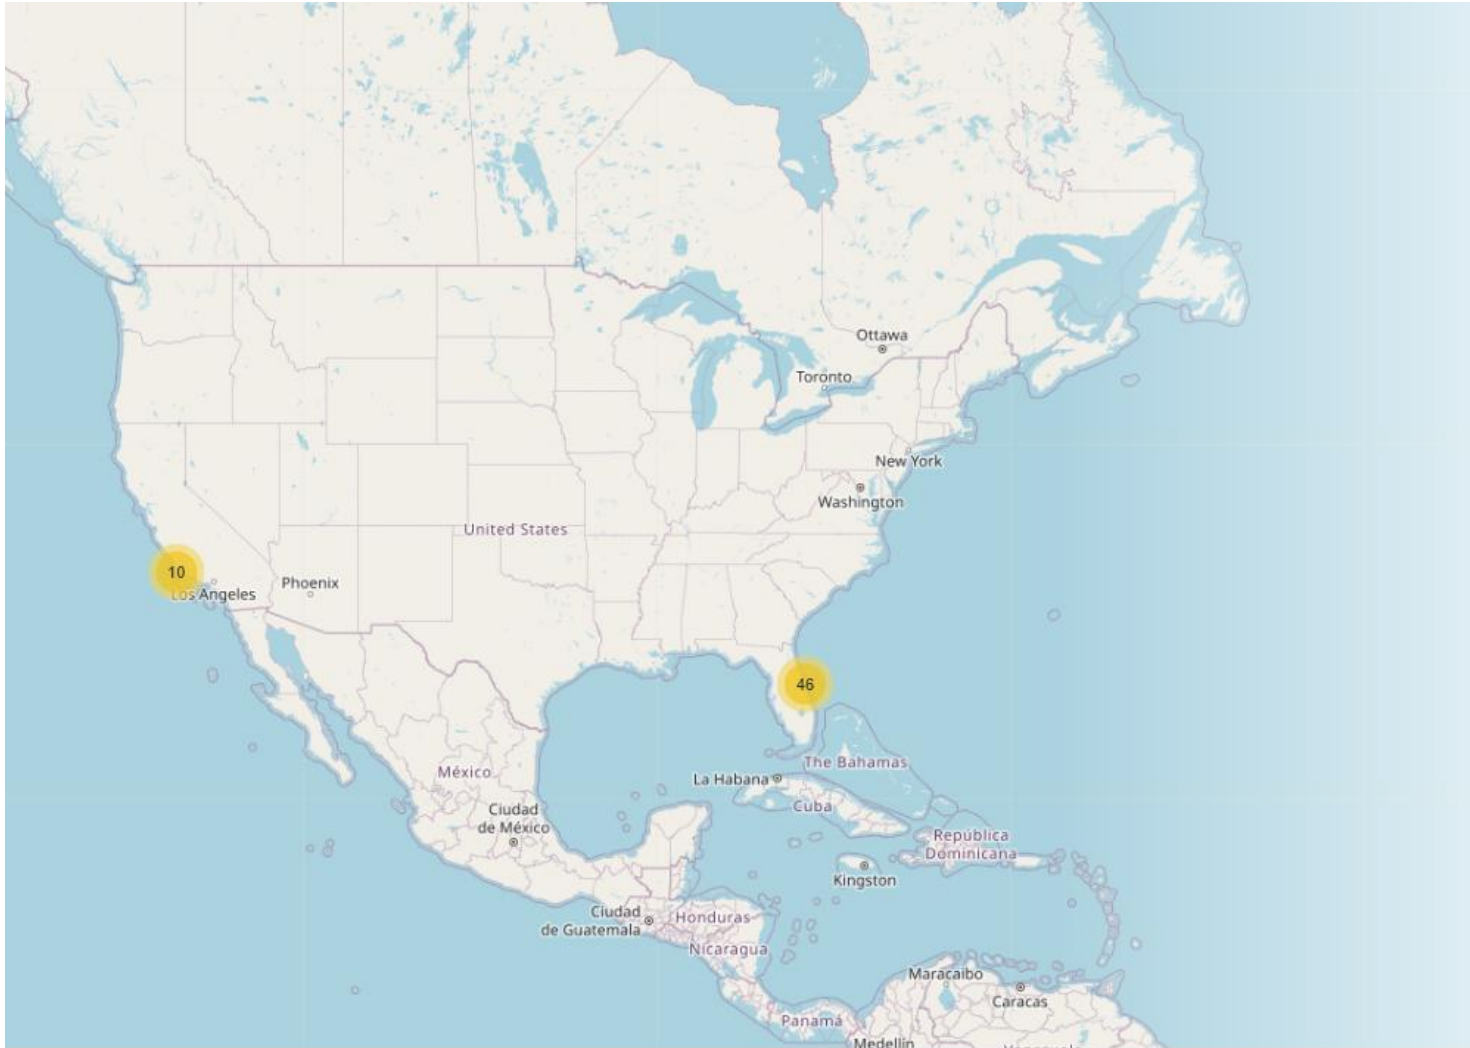 Ottawa
Toronto
New York
Washington
United States
10
Los Angeles
Phoenix
46
México
La Habana
The Bahamas
Cuba
Ciudad
de México
República
Dominicana
Kingston
Ciudad
de Guatemala
Honduras
Nicaragua
Maracaibo
Caracas
Panamá
Medellín